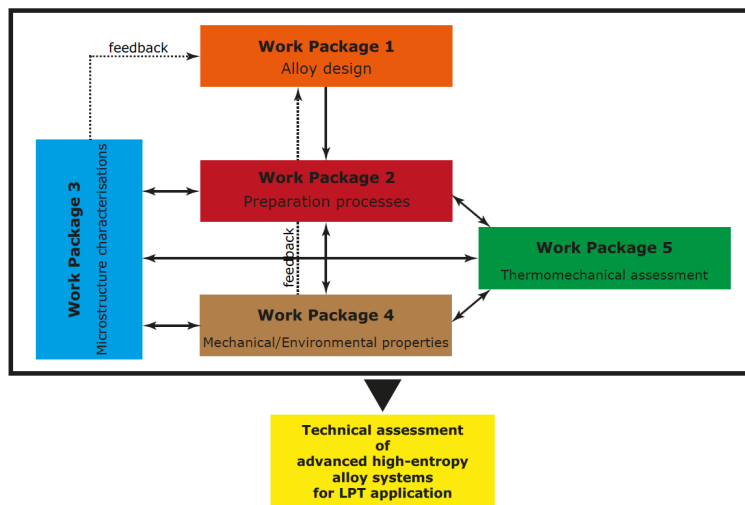 feedback
Work Package 1
Alloy design
Work Package 3
Microstructure characterisations
Work Package 2
Preparation processes
feedback
Work Package 5
Thermomechanical assessment
Work Package 4
Mechanical/Environmental properties
Technical assessment
of
advanced high-entropy
alloy systems
for LPT application